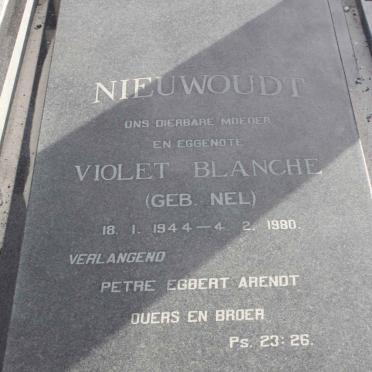 NIEUWOUDT
ONS DIERBARE MOEDER
EN EGGENOTE
VIOLET BLANCHE
(GEB. NEL)
18. 1. 1944 — 4. 2. 1980.
VERLANGEND
PETRE EGBERT ARENDT
OUERS EN BROER.
Ps. 23: 26.